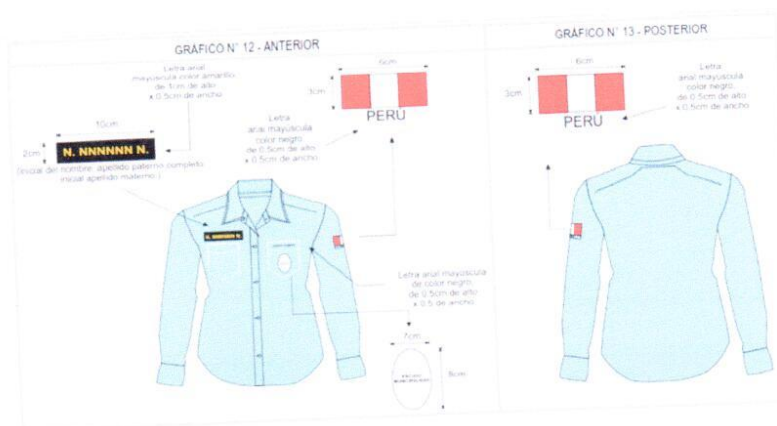 GRÁFICO N° 12 - ANTERIOR
Letra arial
mayúscula color amarillo
de 1cm de alto
x 0.5cm de ancho
10cm
2cm
N. NNNNNN N.
(Inicial del nombre, apellido paterno completo
inicial apellido materno.)
6cm
3cm
PERÚ
Letra
arial mayúscula
color negro
de 0.5cm de alto
x 0.5cm de ancho
N. NNNNNN N.
Letra arial mayúscula
de color negro,
de 0.5cm de alto
x 0.5 de ancho
7cm
8cm
GRÁFICO N° 13 - POSTERIOR
6cm
3cm
PERÚ
Letra
arial mayúscula
color negro,
de 0.5cm de alto
x 0.5cm de ancho